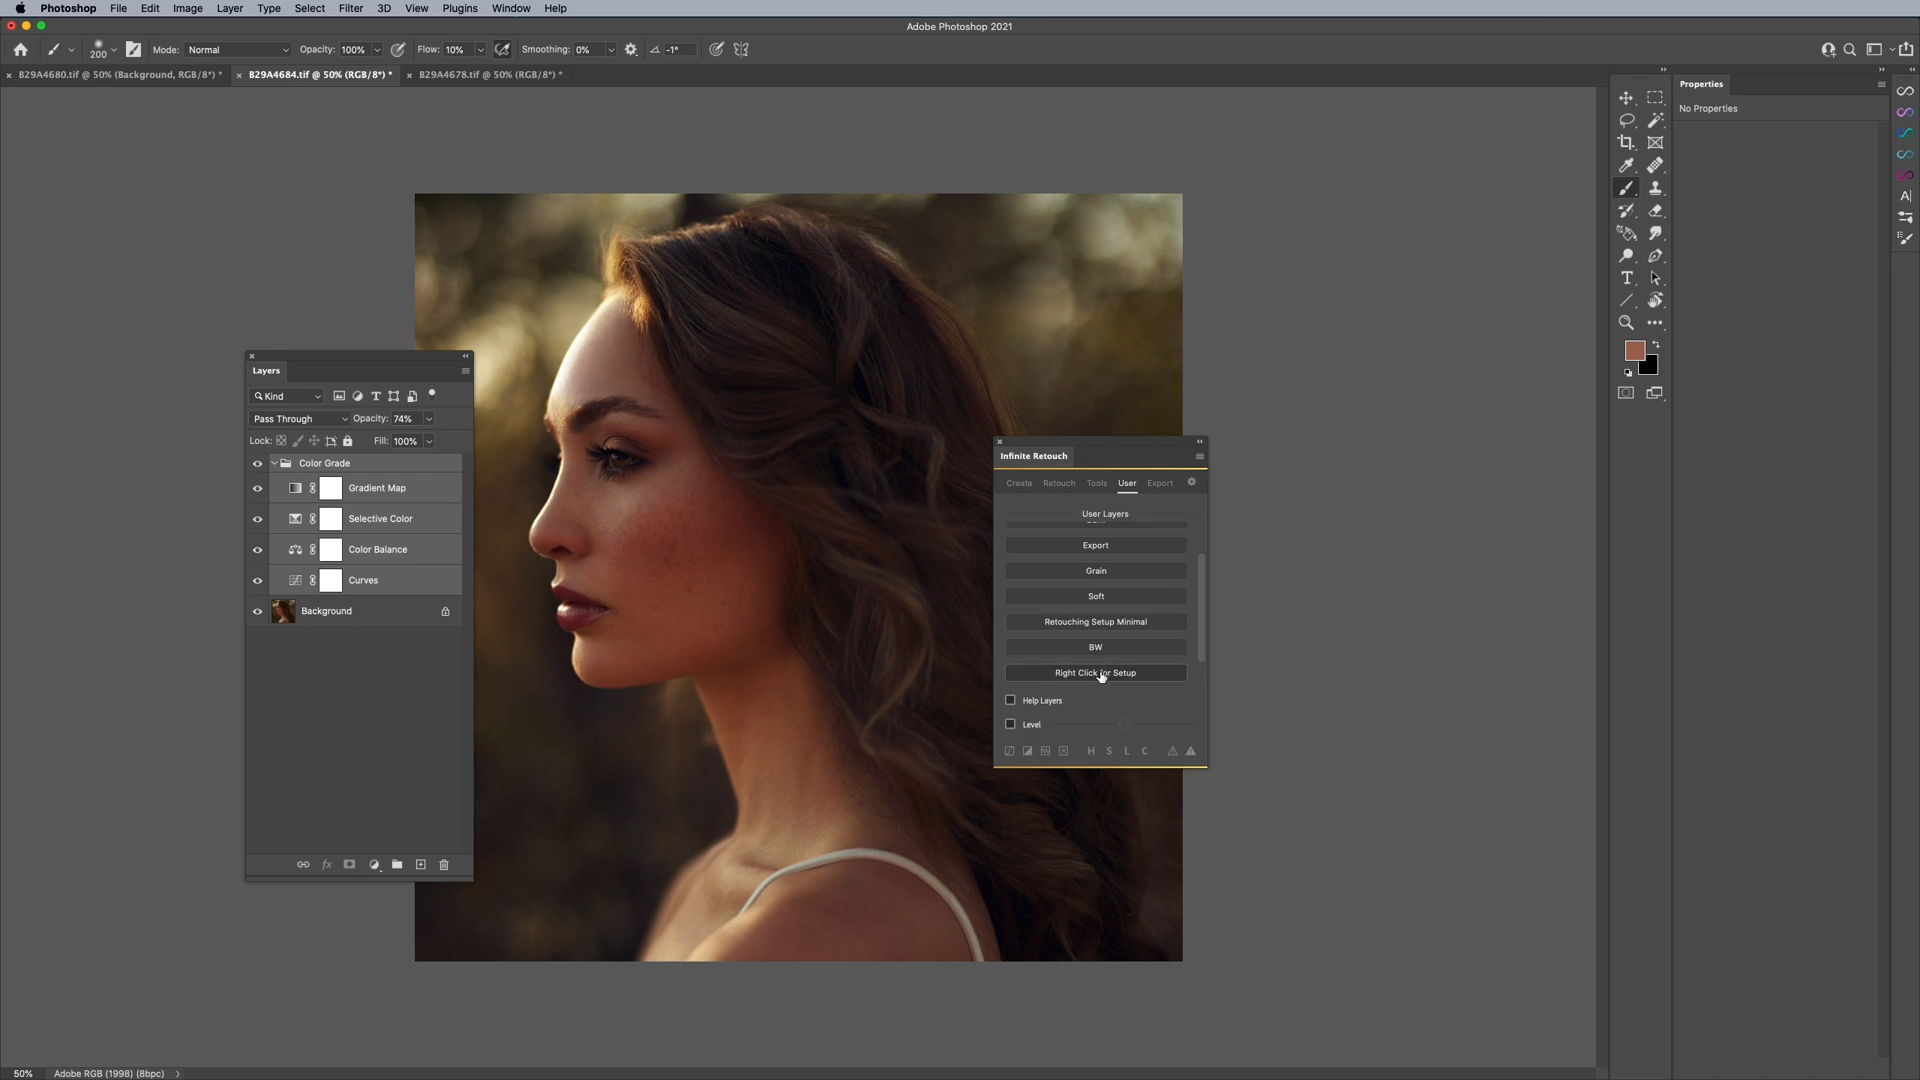 Photoshop File Edit Image Layer Type Select Filter 3D View Plugins Window Help
Adobe Photoshop 2021
200 Mode: Normal Opacity: 100% Flow: 10% Smoothing: 0% -1°
B29A4680.tif @ 50% (Background, RGB/8*) * B29A4684.tif @ 50% (RGB/8*) * B29A4678.tif @ 50% (RGB/8*) *
Properties
No Properties
Layers
Kind
Pass Through Opacity: 74%
Lock: Fill: 100%
Color Grade
Gradient Map
Selective Color
Color Balance
Curves
Background
Infinite Retouch
Create Retouch Tools User Export
User Layers
Export
Grain
Soft
Retouching Setup Minimal
BW
Right Click for Setup
Help Layers
Level
H S L C
50% Adobe RGB (1998) (8bpc)